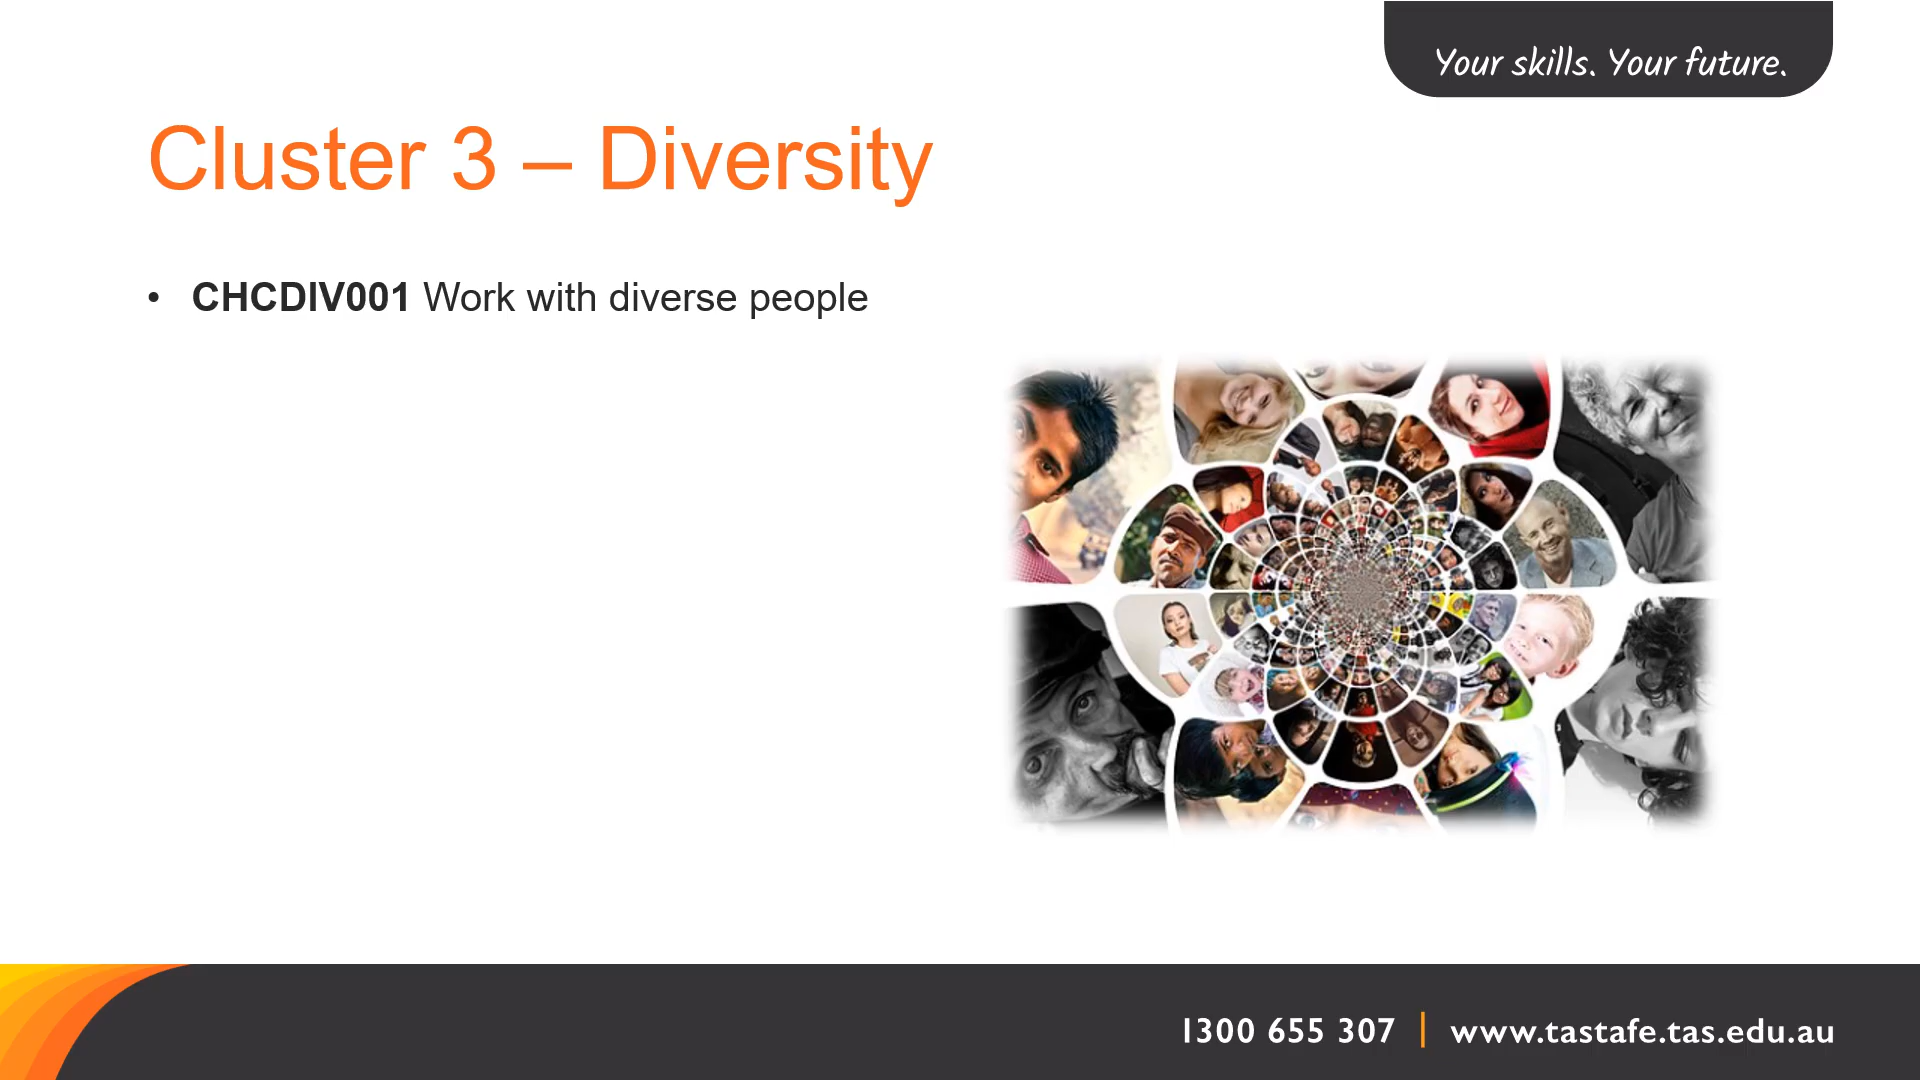 Your skills. Your future.
Cluster 3 – Diversity
• CHCDIV001 Work with diverse people
1300 655 307 | www.tastafe.tas.edu.au